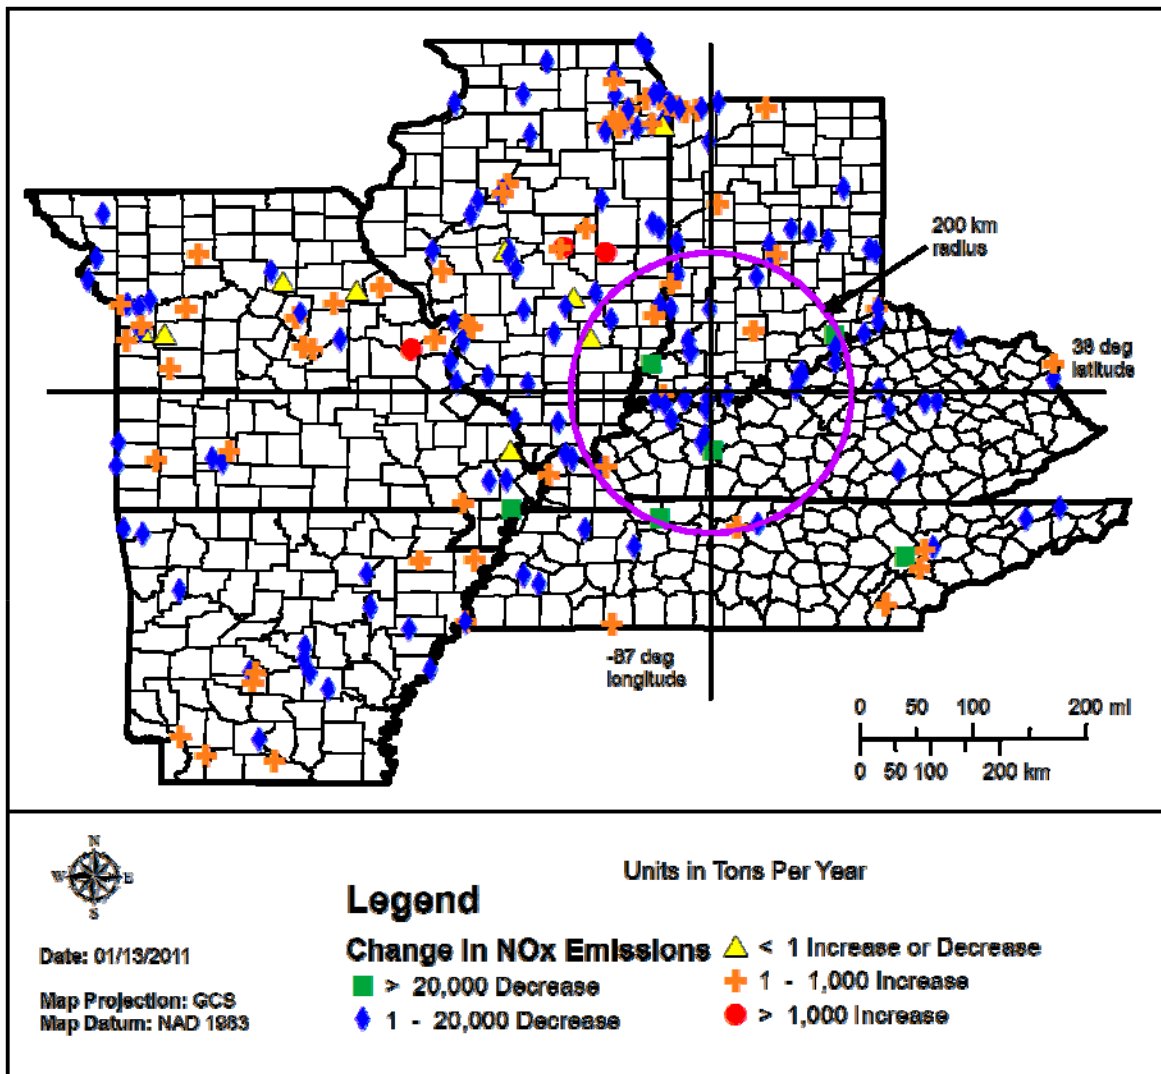 200 km
radius
38 deg
latitude
-87 deg
longitude
0 50 100 200 mi
0 50 100 200 km
N
W E
S
Units in Tons Per Year
Legend
Change in NOx Emissions
< 1 Increase or Decrease
Date: 01/13/2011
> 20,000 Decrease
1 - 1,000 Increase
Map Projection: GCS
Map Datum: NAD 1983
1 - 20,000 Decrease
> 1,000 Increase